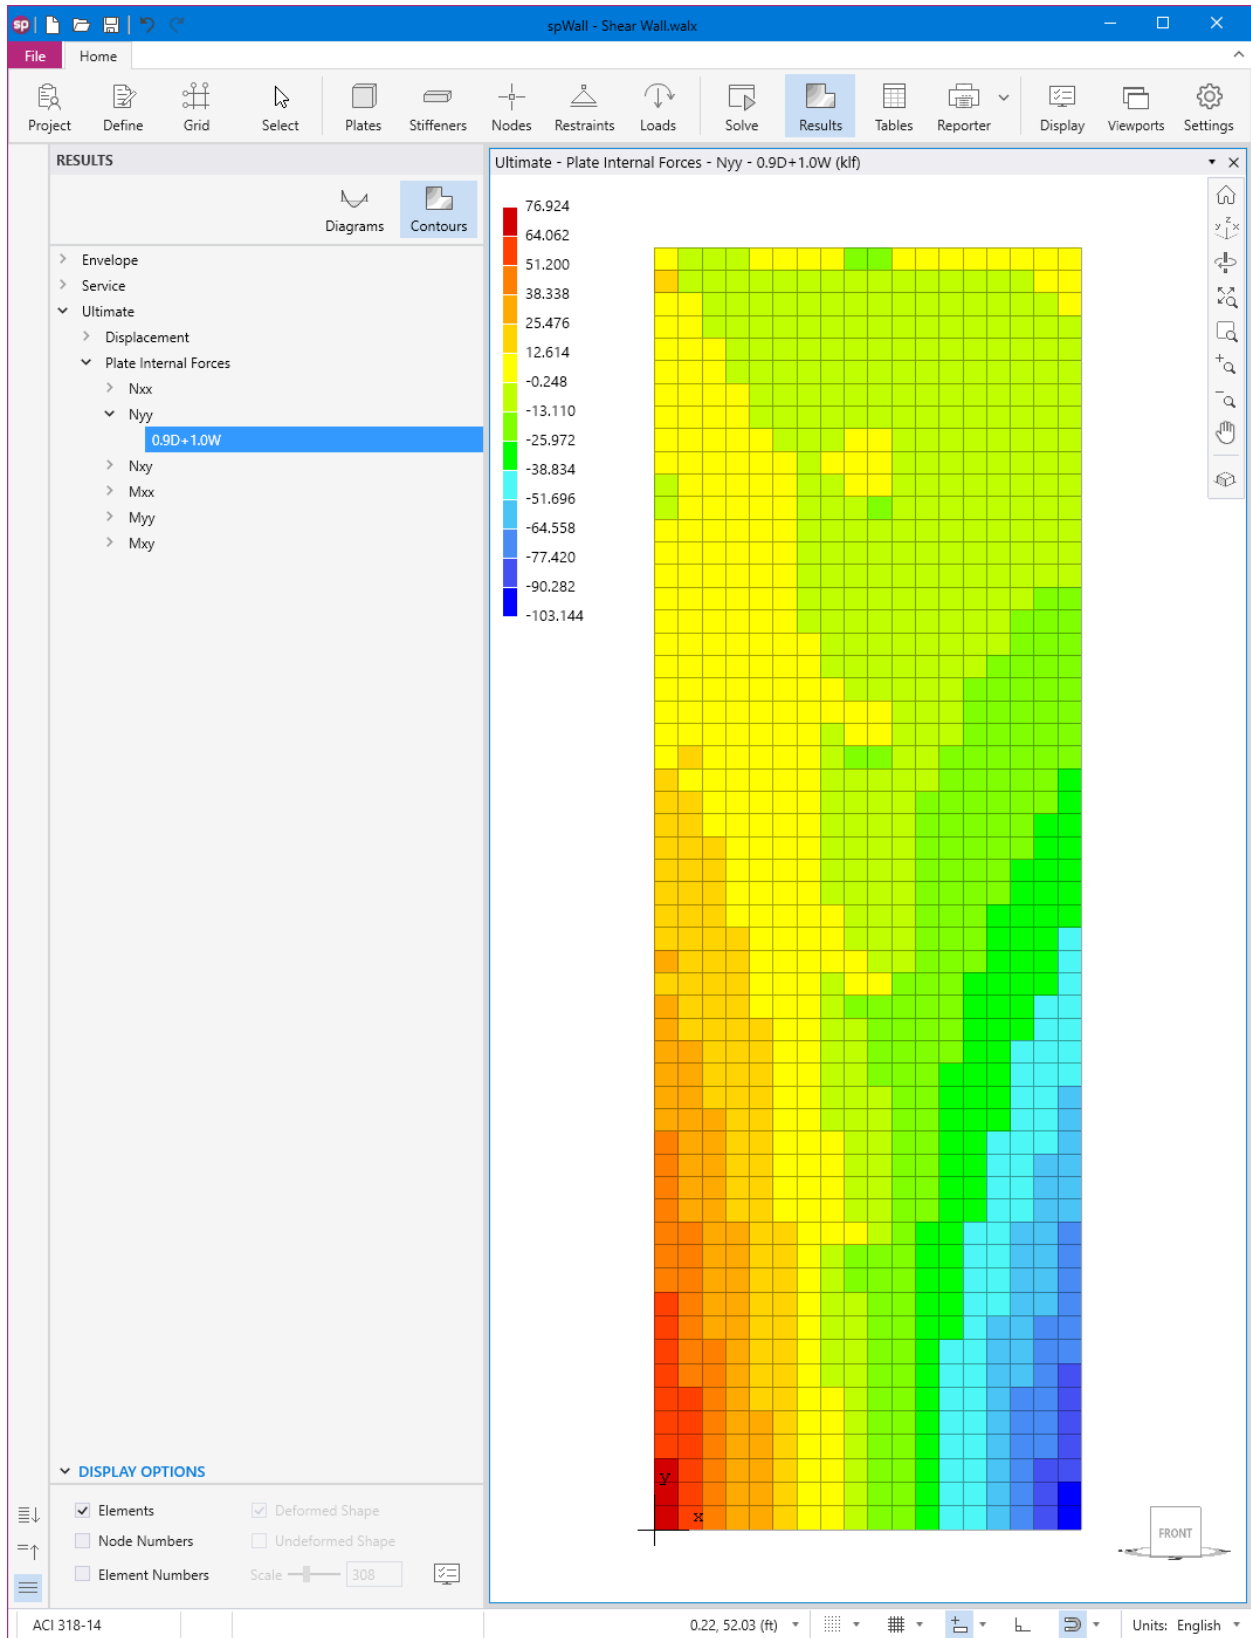 sp
spWall - Shear Wall.walx
File Home
Project Define Grid Select Plates Stiffeners Nodes Restraints Loads Solve Results Tables Reporter Display Viewports Settings
RESULTS
Diagrams Contours
Envelope
Service
Ultimate
Displacement
Plate Internal Forces
Nxx
Nyy
0.9D+1.0W
Nxy
Mxx
Myy
Mxy
Ultimate - Plate Internal Forces - Nyy - 0.9D+1.0W (klf)
76.924
64.062
51.200
38.338
25.476
12.614
-0.248
-13.110
-25.972
-38.834
-51.696
-64.558
-77.420
-90.282
-103.144
y z x
y
x
FRONT
DISPLAY OPTIONS
Elements Deformed Shape
Node Numbers Undeformed Shape
Element Numbers Scale 308
ACI 318-14 0.22, 52.03 (ft) Units: English